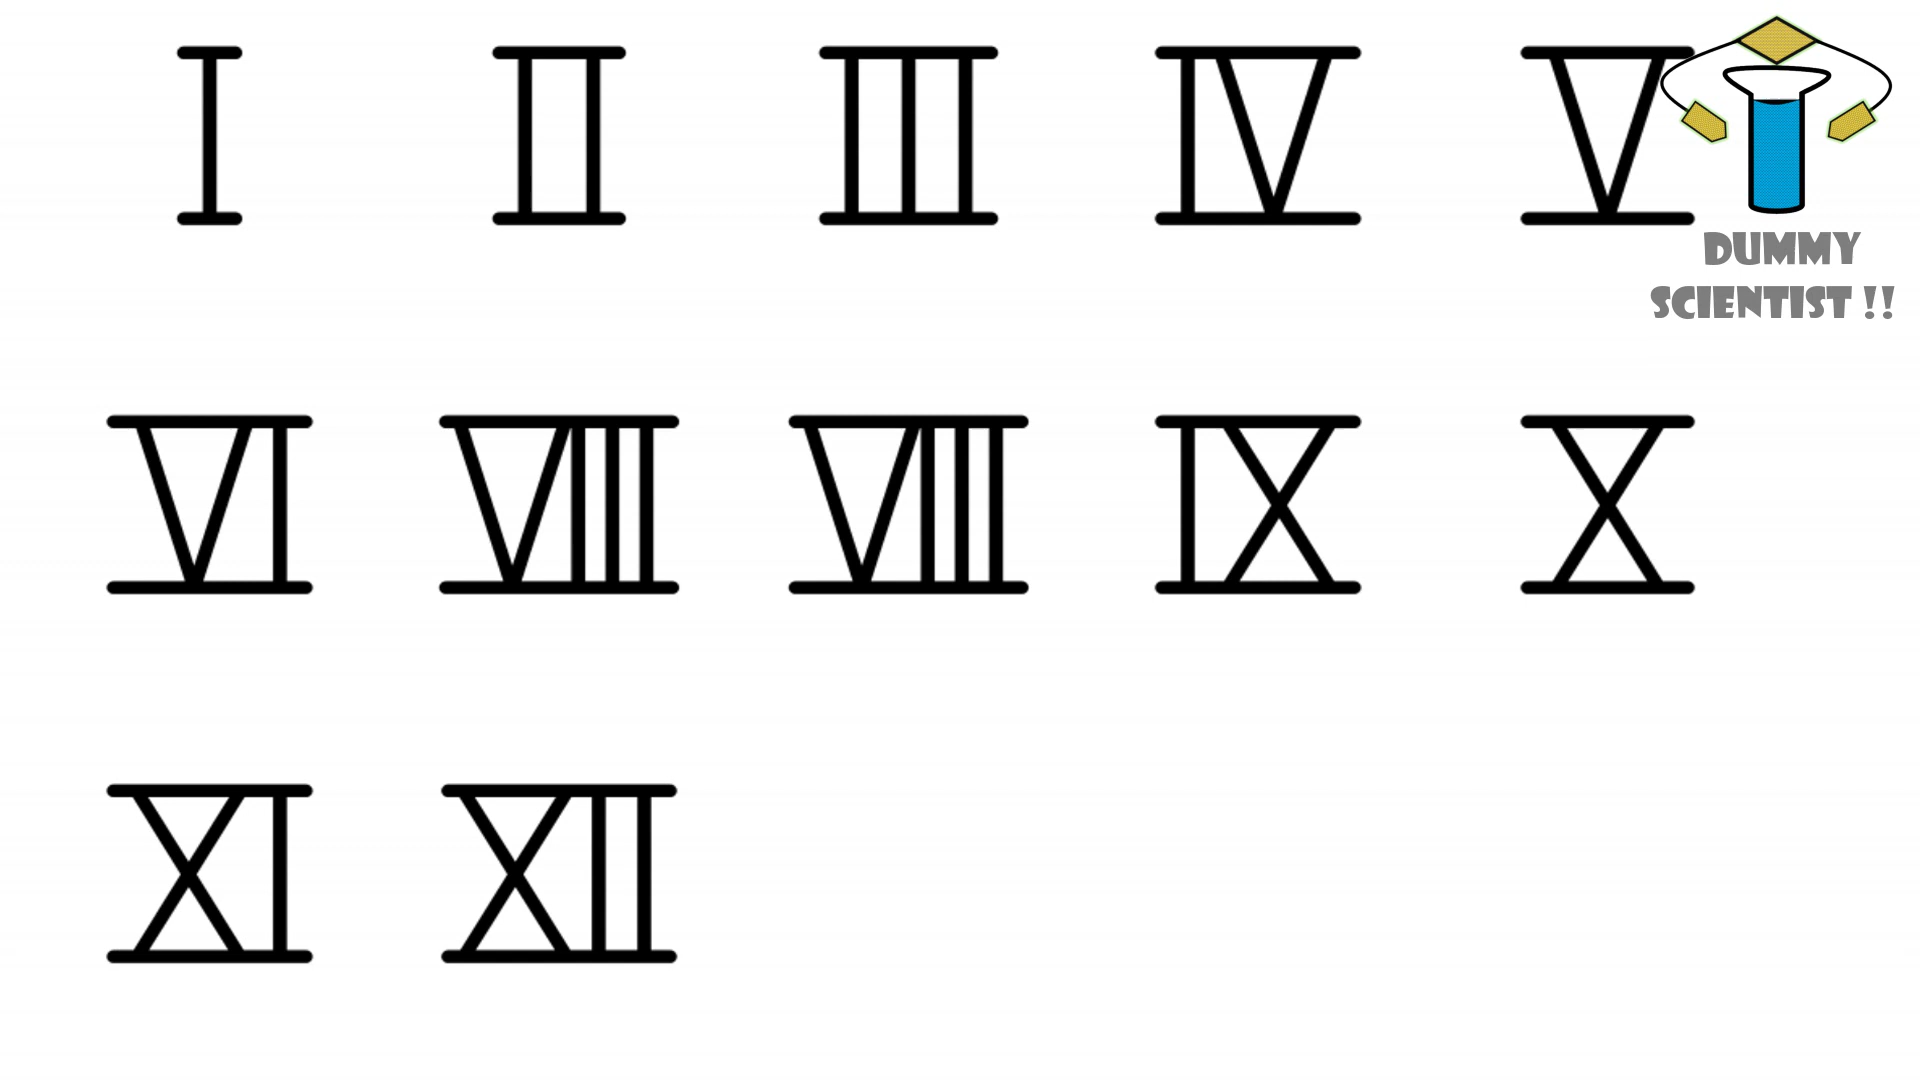 I II III IV V
DUMMY
SCIENTIST !!
VI VIII VIII IX X
XI XII